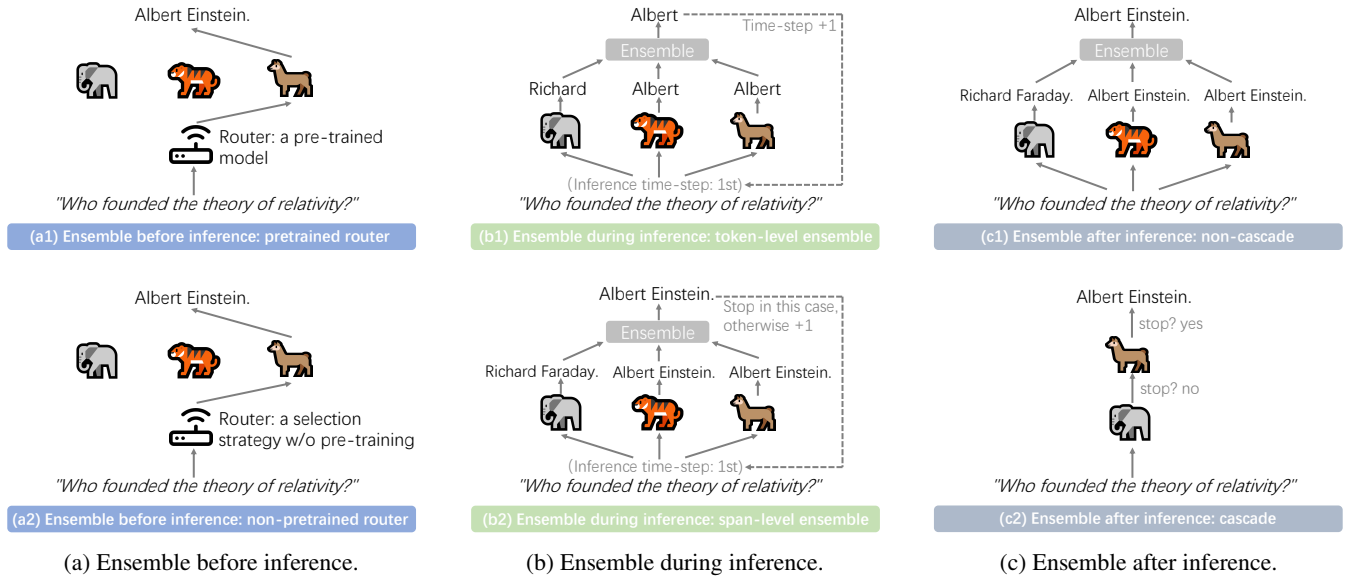 Albert Einstein.
Router: a pre-trained
model
"Who founded the theory of relativity?"
(a1) Ensemble before inference: pretrained router
Albert Einstein.
Router: a selection
strategy w/o pre-training
"Who founded the theory of relativity?"
(a2) Ensemble before inference: non-pretrained router
(a) Ensemble before inference.
Albert
Time-step +1
Ensemble
Richard
Albert
Albert
(Inference time-step: 1st)
"Who founded the theory of relativity?"
(b1) Ensemble during inference: token-level ensemble
Albert Einstein.
Stop in this case,
otherwise +1
Ensemble
Richard Faraday.
Albert Einstein.
Albert Einstein.
(Inference time-step: 1st)
"Who founded the theory of relativity?"
(b2) Ensemble during inference: span-level ensemble
(b) Ensemble during inference.
Albert Einstein.
Ensemble
Richard Faraday.
Albert Einstein.
Albert Einstein.
"Who founded the theory of relativity?"
(c1) Ensemble after inference: non-cascade
Albert Einstein.
stop? yes
stop? no
"Who founded the theory of relativity?"
(c2) Ensemble after inference: cascade
(c) Ensemble after inference.